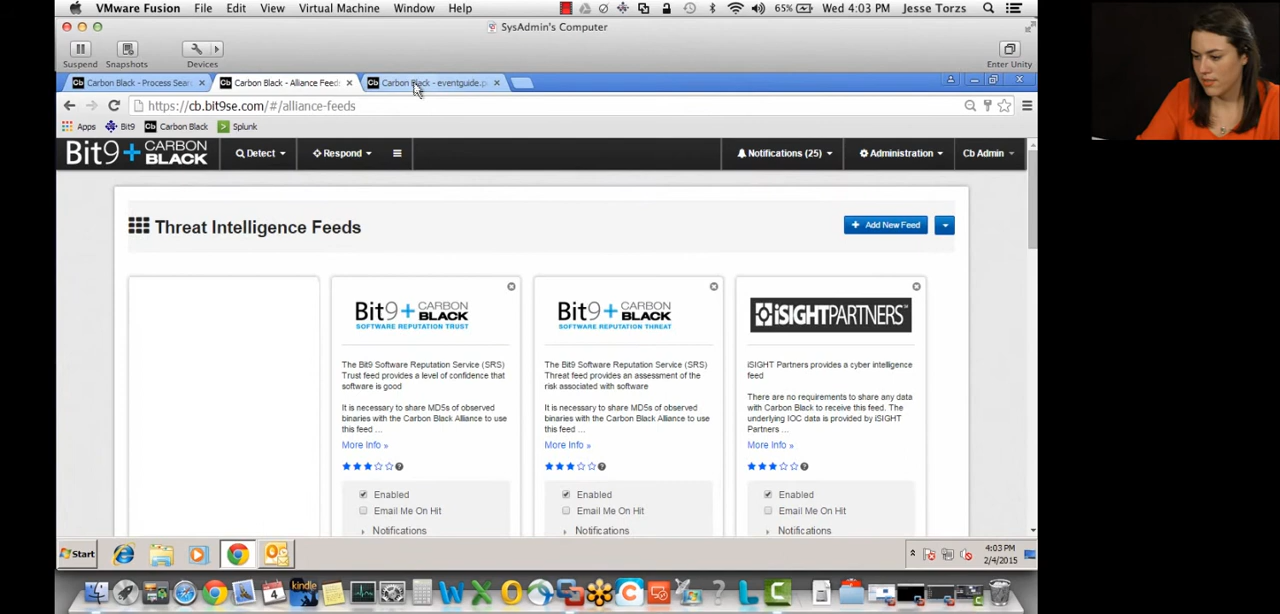 VMware Fusion File Edit View Virtual Machine Window Help 65% Wed 4:03 PM Jesse Torzs
SysAdmin's Computer
Suspend Snapshots Devices Enter Unity
Carbon Black - Process Sear Carbon Black - Alliance Feed Carbon Black - eventguide.p
https://cb.bit9se.com/#/alliance-feeds
Apps Bit9 Cb Carbon Black Splunk
Bit9+ CARBON BLACK Detect Respond Notifications (25) Administration Cb Admin
Threat Intelligence Feeds + Add New Feed
Bit9+ CARBON BLACK
SOFTWARE REPUTATION TRUST
The Bit9 Software Reputation Service (SRS)
Trust feed provides a level of confidence that
software is good
It is necessary to share MD5s of observed
binaries with the Carbon Black Alliance to use
this feed ...
More Info »
Enabled
Email Me On Hit
Notifications
Bit9+ CARBON BLACK
SOFTWARE REPUTATION THREAT
The Bit9 Software Reputation Service (SRS)
Threat feed provides an assessment of the
risk associated with software
It is necessary to share MD5s of observed
binaries with the Carbon Black Alliance to use
this feed ...
More Info »
Enabled
Email Me On Hit
Notifications
iSIGHTPARTNERS
iSIGHT Partners provides a cyber intelligence
feed
There are no requirements to share any data
with Carbon Black to receive this feed. The
underlying IOC data is provided by iSIGHT
Partners ...
More Info »
Enabled
Email Me On Hit
Notifications
Start 4:03 PM
2/4/2015